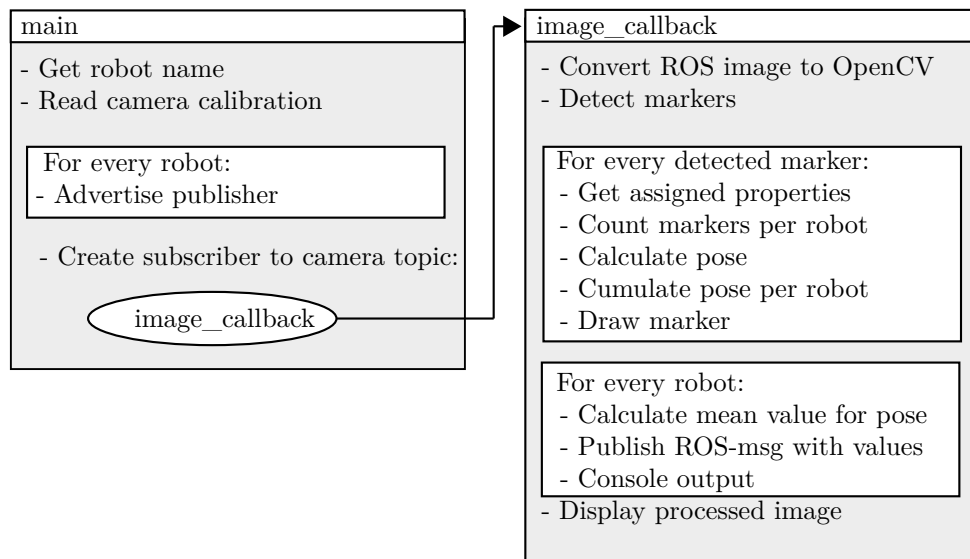 main
- Get robot name
- Read camera calibration
For every robot:
- Advertise publisher
- Create subscriber to camera topic:
image_callback
image_callback
- Convert ROS image to OpenCV
- Detect markers
For every detected marker:
- Get assigned properties
- Count markers per robot
- Calculate pose
- Cumulate pose per robot
- Draw marker
For every robot:
- Calculate mean value for pose
- Publish ROS-msg with values
- Console output
- Display processed image